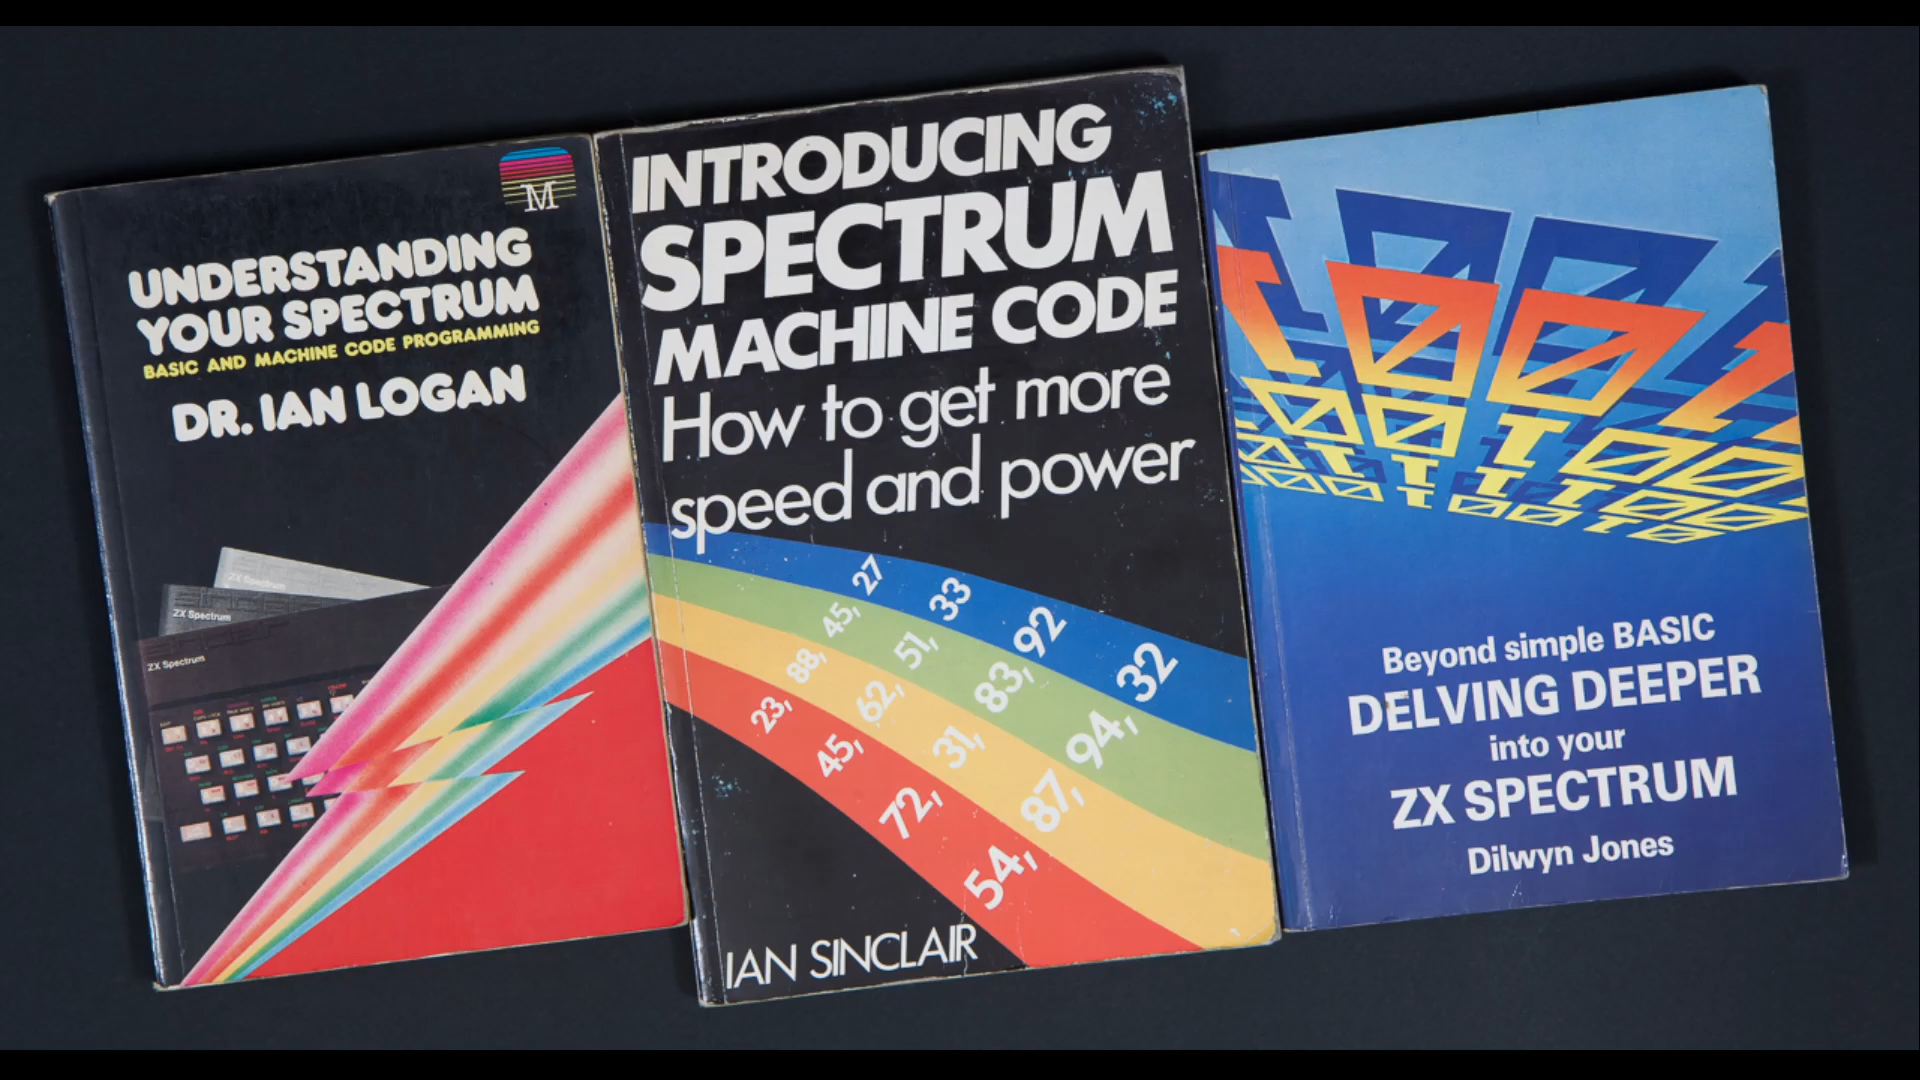 M
UNDERSTANDING
YOUR SPECTRUM
BASIC AND MACHINE CODE PROGRAMMING
DR. IAN LOGAN
ZX Spectrum
ZX Spectrum
ZX Spectrum
INTRODUCING
SPECTRUM
MACHINE CODE
How to get more
speed and power
23, 88, 45, 27
45, 62, 51, 33
72, 31, 83, 92
54, 87, 94, 32
IAN SINCLAIR
Beyond simple BASIC
DELVING DEEPER
into your
ZX SPECTRUM
Dilwyn Jones